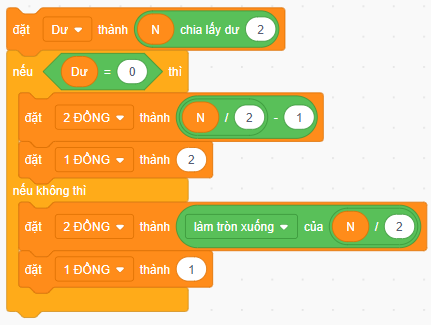 đặt Dư thành N chia lấy dư 2
nếu Dư = 0 thì
đặt 2 ĐỒNG thành N / 2 - 1
đặt 1 ĐỒNG thành 2
nếu không thì
đặt 2 ĐỒNG thành làm tròn xuống của N / 2
đặt 1 ĐỒNG thành 1